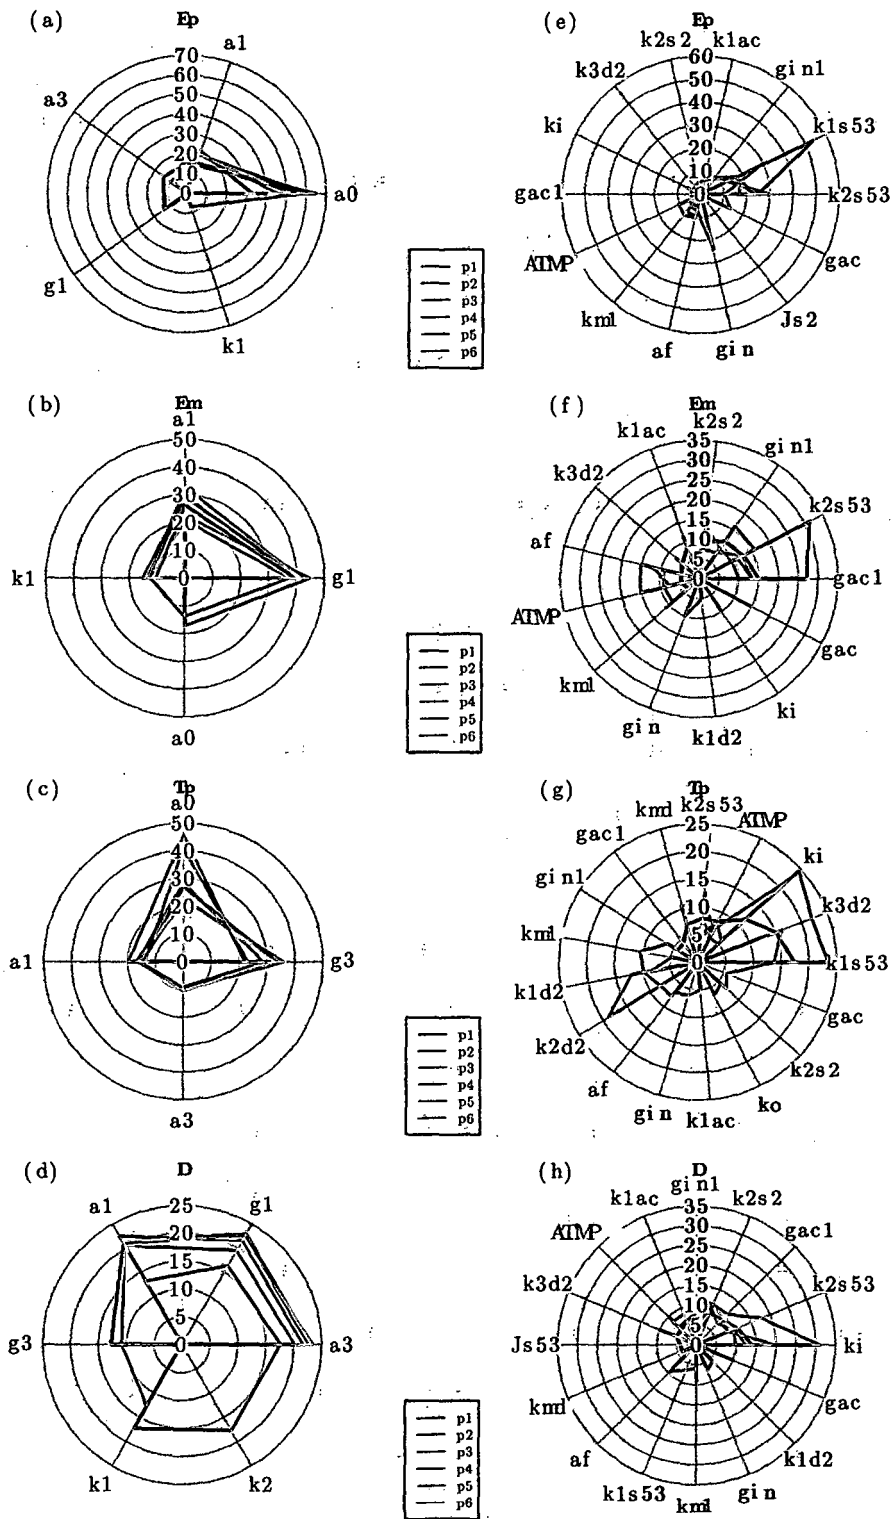 (a) Ep
a1
70
60
50
40
30
20
10
0
a0
a3
g1
k1
p1
p2
p3
p4
p5
p6
(e) Ep
k2s2 k1ac
60
50
40
30
20
10
0
k3d2
gin1
ki
k1s53
gac1
k2s53
ATMP
gac
km1
Js2
af
gin
(b) Em
a1
50
40
30
20
10
0
k1
g1
a0
p1
p2
p3
p4
p5
p6
(f) Em
k1ac
k2s2
35
30
25
20
15
10
5
0
gin1
k3d2
k2s53
af
gac1
ATMP
gac
km1
ki
gin
k1d2
(c) Tp
a0
50
40
30
20
10
0
a1
g3
a3
p1
p2
p3
p4
p5
p6
(g) Tp
kmd
k2s53
25
20
15
10
5
0
ATMP
gac1
ki
gin1
k3d2
km1
k1s53
k1d2
gac
k2d2
k2s2
af
ko
gin
k1ac
(d) D
a1
g1
25
20
15
10
5
0
g3
a3
k1
k2
p1
p2
p3
p4
p5
p6
(h) D
k1ac
gin1
35
30
25
20
15
10
5
0
k2s2
ATMP
gac1
k3d2
k2s53
Js53
ki
kmd
gac
af
k1d2
k1s53
km1
gin